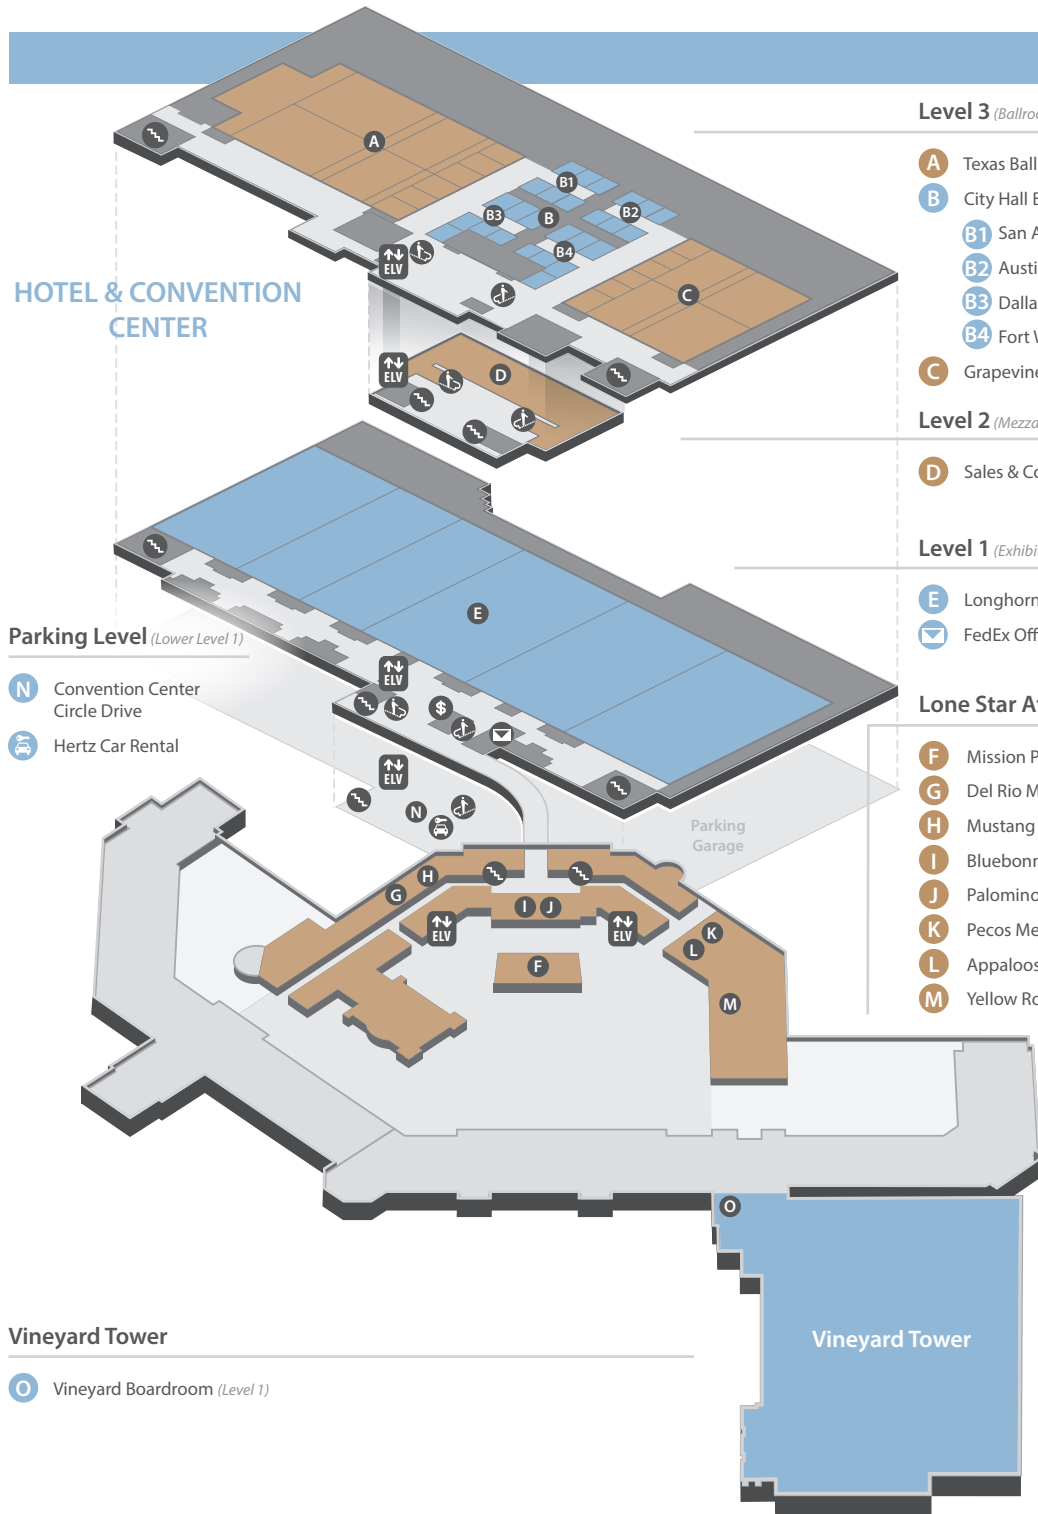 HOTEL & CONVENTION
CENTER
Level 3 (Ballroo
A Texas Ball
B City Hall B
B1 San A
B2 Austi
B3 Dalla
B4 Fort W
C Grapevine
Level 2 (Mezza
D Sales & Co
Level 1 (Exhibi
E Longhorn
FedEx Off
Lone Star At
F Mission P
G Del Rio M
H Mustang
I Bluebonn
J Palomino
K Pecos Me
L Appaloos
M Yellow Ro
Parking Level (Lower Level 1)
N Convention Center
Circle Drive
Hertz Car Rental
A
B1
B2
B3
B
B4
C
ELV
D
ELV
E
ELV
$
ELV
N
Parking
Garage
H
G
I J
ELV
ELV
K
L
F
M
O
Vineyard Tower
Vineyard Tower
O Vineyard Boardroom (Level 1)